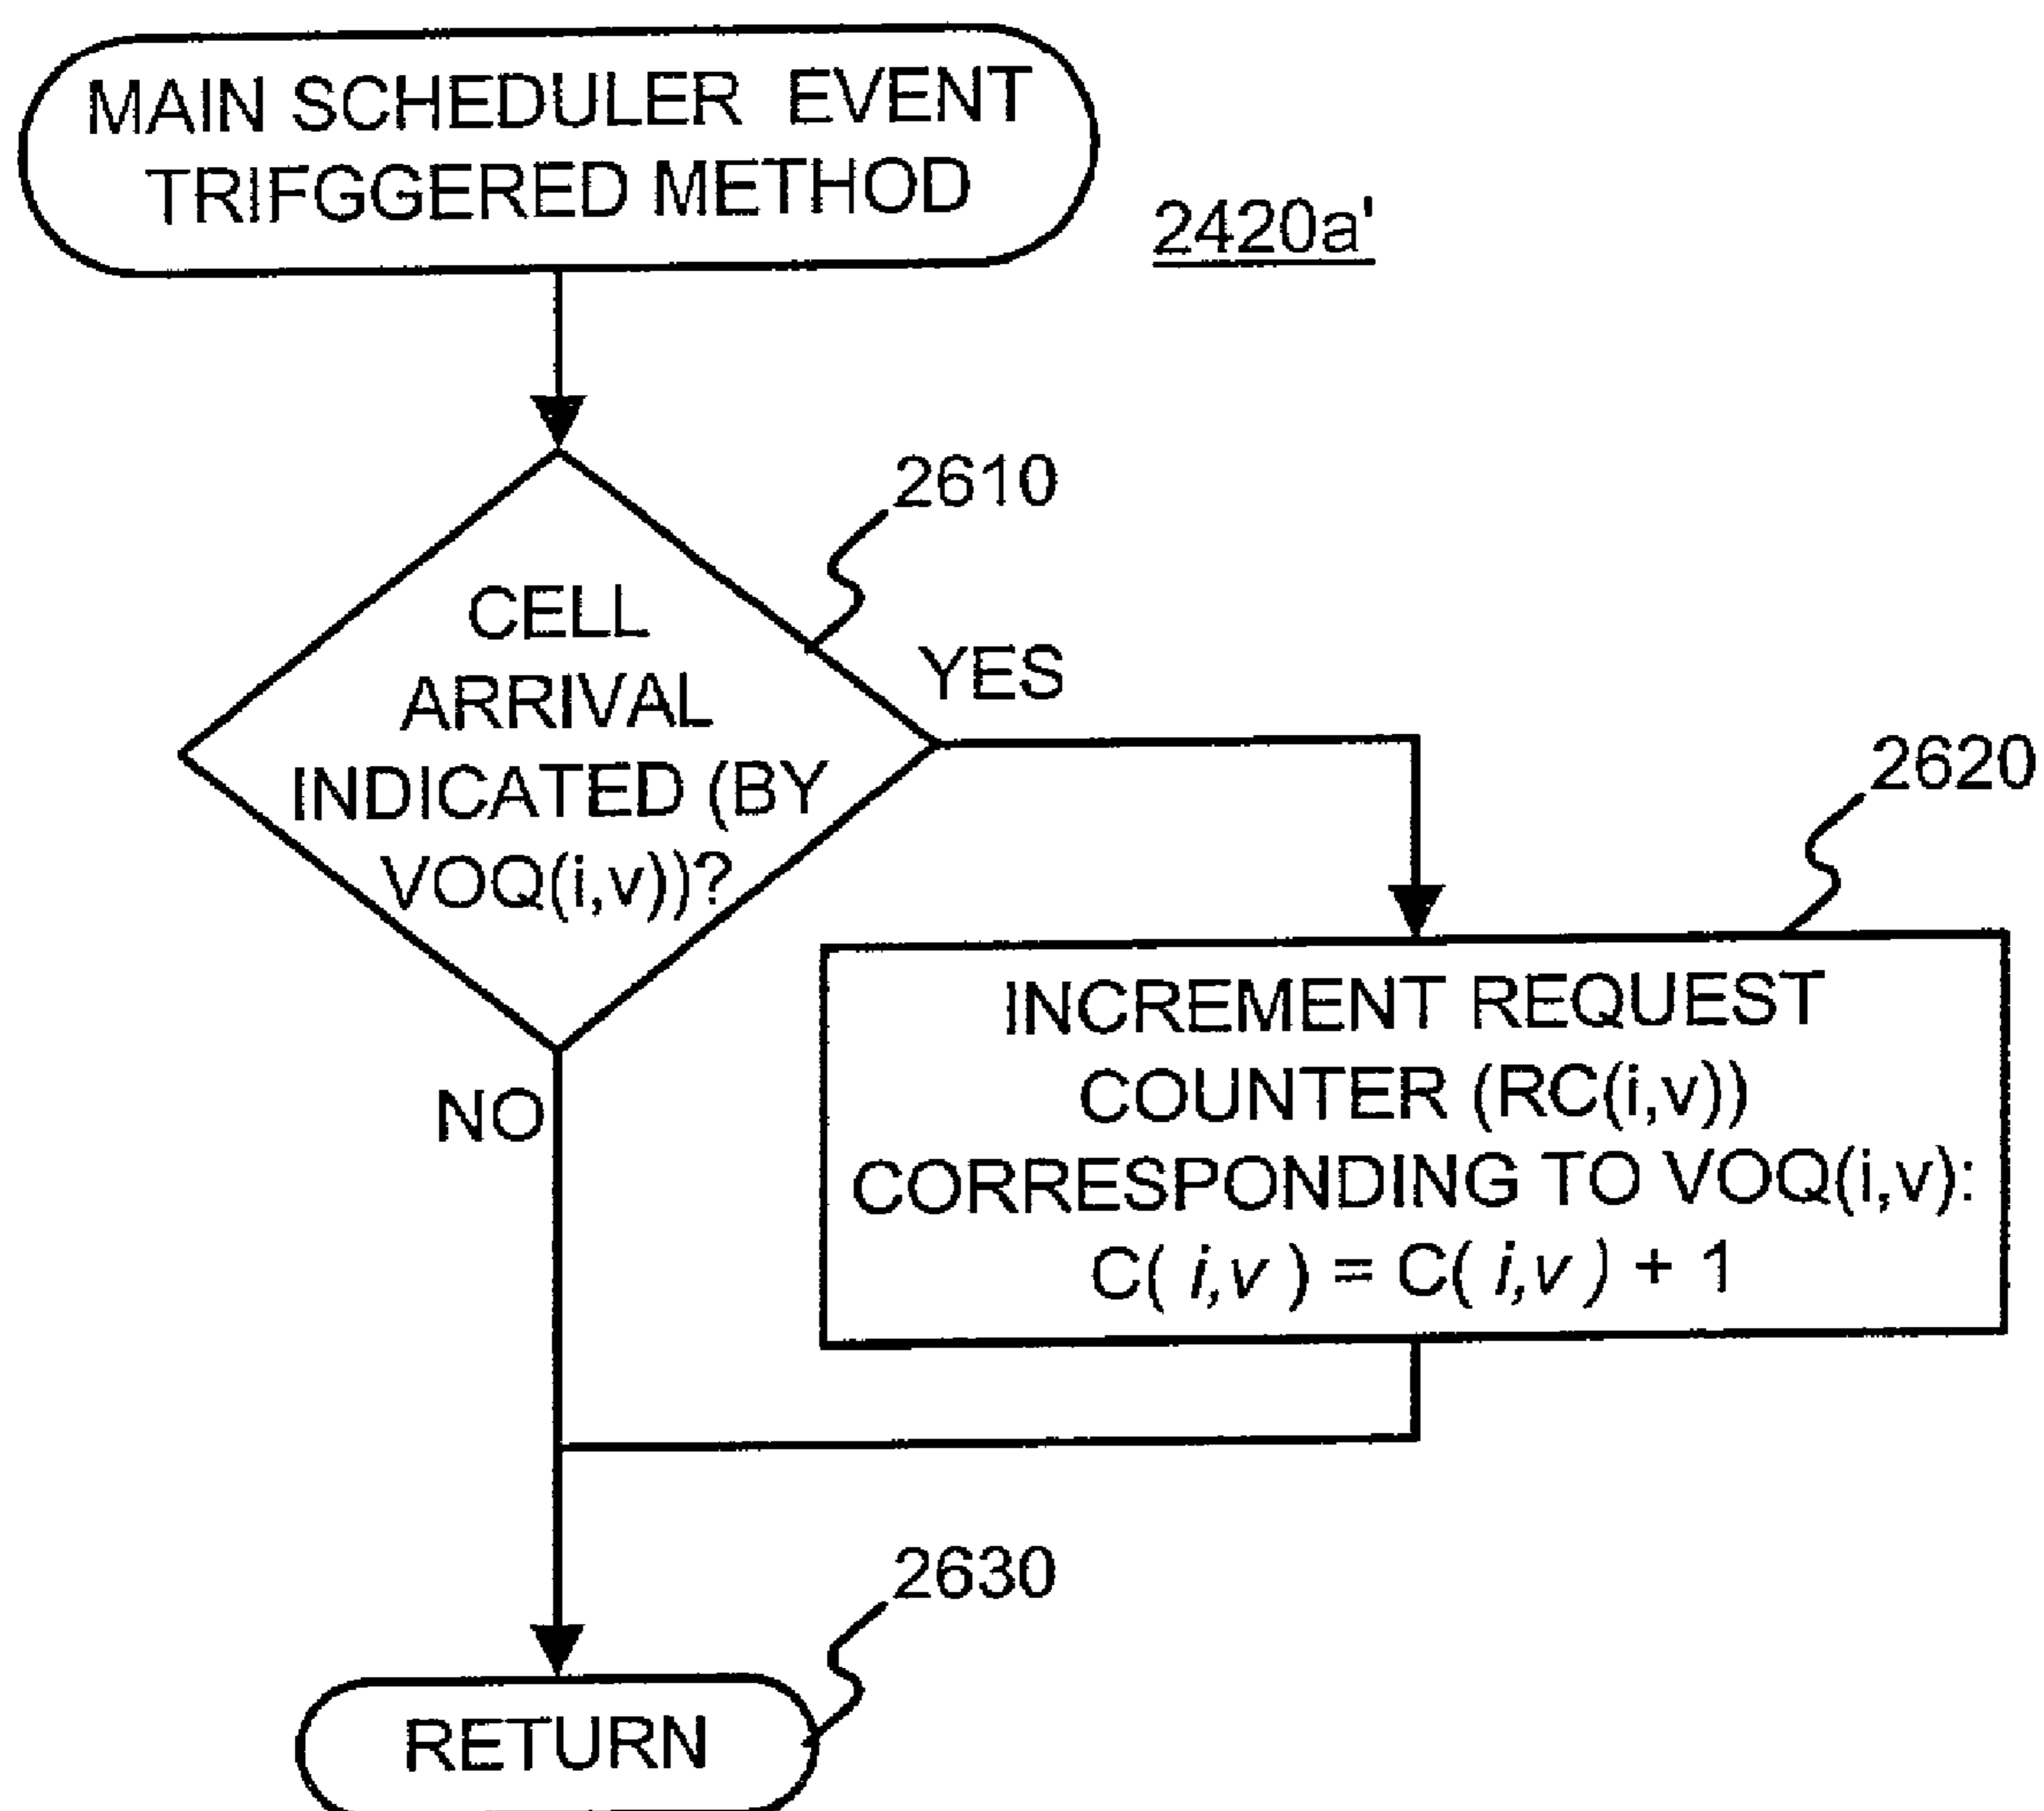 MAIN SCHEDULER EVENT
TRIFGGERED METHOD
2420a'
2610
CELL
ARRIVAL
INDICATED (BY
VOQ(i,v))?
YES
2620
INCREMENT REQUEST
COUNTER (RC(i,v))
CORRESPONDING TO VOQ(i,v):
C( i,v ) = C( i,v ) + 1
NO
2630
RETURN